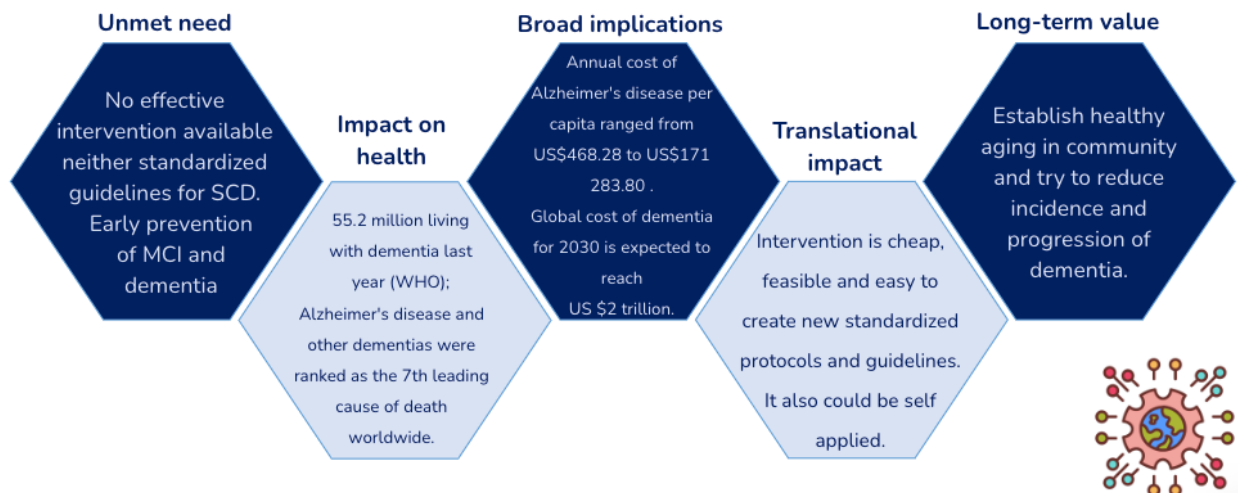 Unmet need
No effective
intervention available
neither standardized
guidelines for SCD.
Early prevention
of MCI and
dementia
Impact on
health
55.2 million living
with dementia last
year (WHO);
Alzheimer's disease and
other dementias were
ranked as the 7th leading
cause of death
worldwide.
Broad implications
Annual cost of
Alzheimer's disease per
capita ranged from
US$468.28 to US$171
283.80 .
Global cost of dementia
for 2030 is expected to
reach
US $2 trillion.
Translational
impact
Intervention is cheap,
feasible and easy to
create new standardized
protocols and guidelines.
It also could be self
applied.
Long-term value
Establish healthy
aging in community
and try to reduce
incidence and
progression of
dementia.